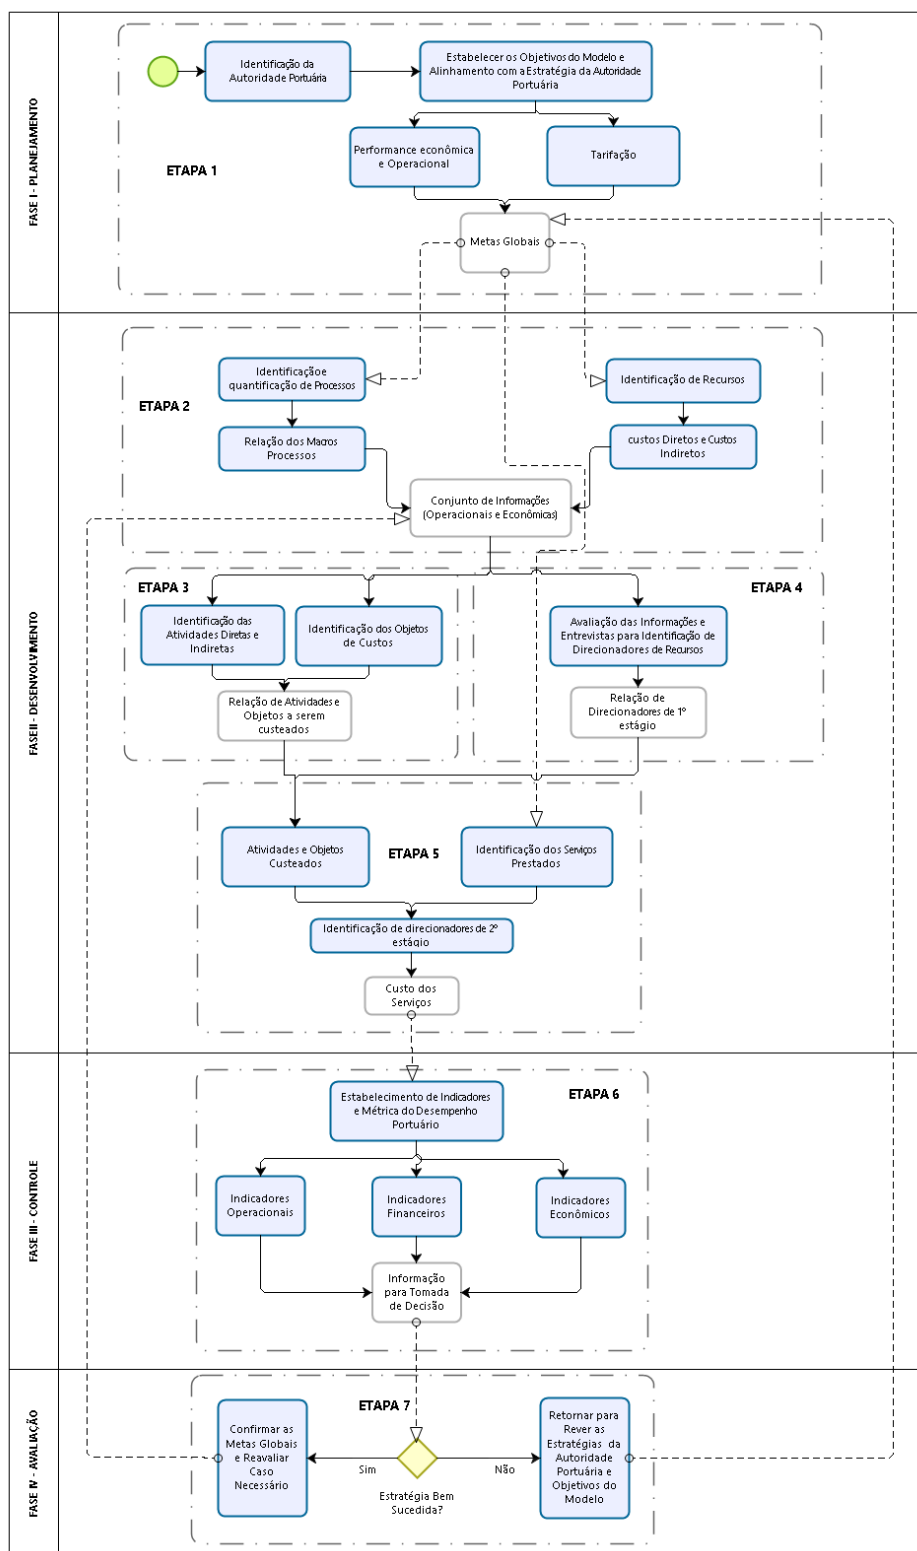 FASE I - PLANEJAMENTO
Identificação da
Autoridade Portuária
Estabelecer os Objetivos do Modelo e
Alinhamento com a Estratégia da Autoridade
Portuária
Performance econômica
e Operacional
Tarifação
ETAPA 1
Metas Globais
FASE II - DESENVOLVIMENTO
Identificação e
quantificação de Processos
Identificação de Recursos
ETAPA 2
Relação dos Macros
Processos
custos Diretos e Custos
Indiretos
Conjunto de Informações
(Operacionais e Econômicas)
ETAPA 3
ETAPA 4
Identificação das
Atividades Diretas e
Indiretas
Identificação dos Objetos
de Custos
Avaliação das Informações e
Entrevistas para Identificação de
Direcionadores de Recursos
Relação de Atividades e
Objetos a serem
custeados
Relação de
Direcionadores de 1º
estágio
Atividades e Objetos
Custeados
ETAPA 5
Identificação dos Serviços
Prestados
Identificação de direcionadores de 2º
estágio
Custo dos
Serviços
FASE III - CONTROLE
Estabelecimento de Indicadores
e Métrica do Desempenho
Portuário
ETAPA 6
Indicadores
Operacionais
Indicadores
Financeiros
Indicadores
Econômicos
Informação
para Tomada
de Decisão
FASE IV - AVALIAÇÃO
ETAPA 7
Confirmar as
Metas Globais
e Reavaliar
Caso
Necessário
Sim
Não
Estratégia Bem
Sucedida?
Retornar para
Rever as
Estratégias da
Autoridade
Portuária e
Objetivos do
Modelo